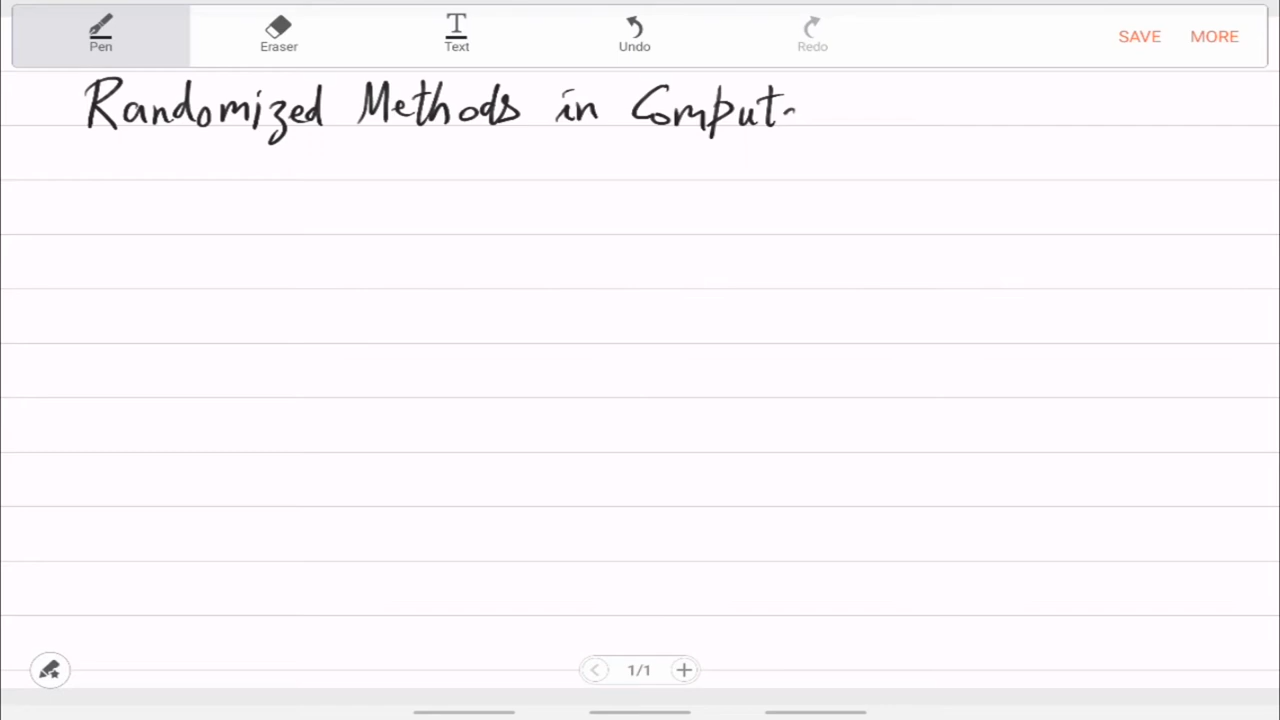 Pen
Eraser
Text
Undo
Redo
SAVE
MORE
Randomized Methods in Comput
1/1